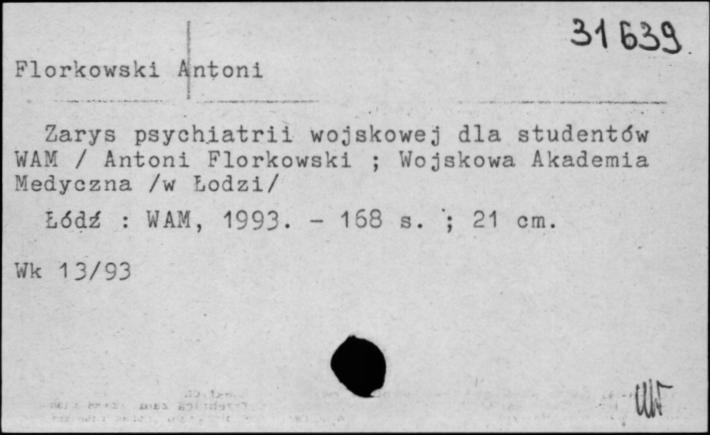 31639
Florkowski Antoni
Zarys psychiatrii wojskowej dla studentów
WAM / Antoni Florkowski ; Wojskowa Akademia
Medyczna /w Łodzi/
Łódź : WAM, 1993. - 168 s. ; 21 cm.
Wk 13/93